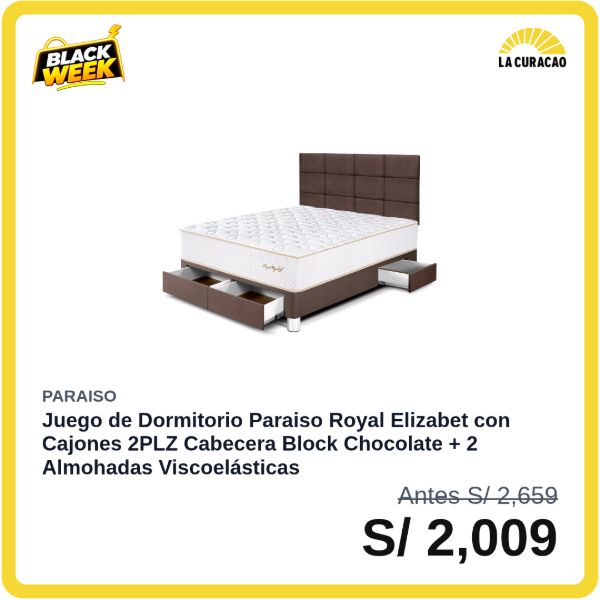 BLACK
WEEK
LA CURACAO
PARAISO
Juego de Dormitorio Paraiso Royal Elizabet con
Cajones 2PLZ Cabecera Block Chocolate + 2
Almohadas Viscoelásticas
Antes S/ 2,659
S/ 2,009